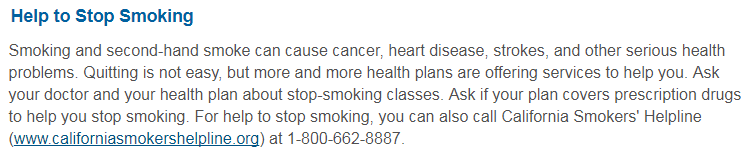 Help to Stop Smoking
Smoking and second-hand smoke can cause cancer, heart disease, strokes, and other serious health
problems. Quitting is not easy, but more and more health plans are offering services to help you. Ask
your doctor and your health plan about stop-smoking classes. Ask if your plan covers prescription drugs
to help you stop smoking. For help to stop smoking, you can also call California Smokers' Helpline
(www.californiasmokershelpline.org) at 1-800-662-8887.